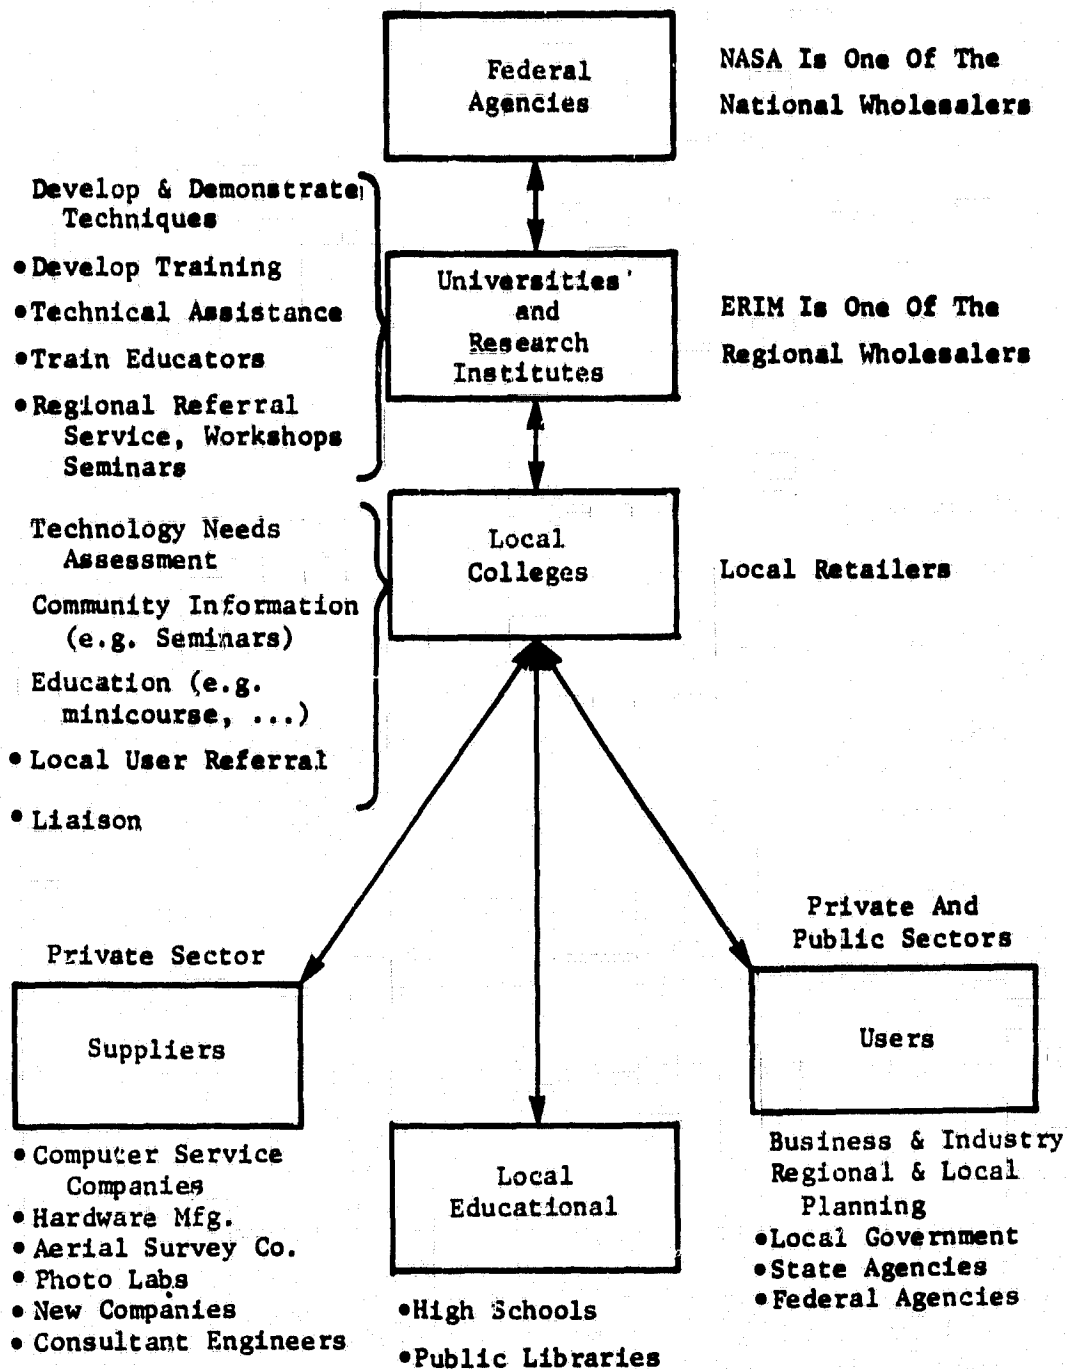 Federal
Agencies
NASA Is One Of The
National Wholesalers
Develop & Demonstrate
Techniques
•Develop Training
•Technical Assistance
•Train Educators
•Regional Referral
Service, Workshops
Seminars
Universities'
and
Research
Institutes
ERIM Is One Of The
Regional Wholesalers
Technology Needs
Assessment
Community Information
(e.g. Seminars)
Education (e.g.
minicourse, ...)
• Local User Referral
• Liaison
Local
Colleges
Local Retailers
Private Sector
Suppliers
• Computer Service
Companies
• Hardware Mfg.
• Aerial Survey Co.
• Photo Labs
• New Companies
• Consultant Engineers
Local
Educational
•High Schools
•Public Libraries
Private And
Public Sectors
Users
Business & Industry
Regional & Local
Planning
•Local Government
•State Agencies
•Federal Agencies